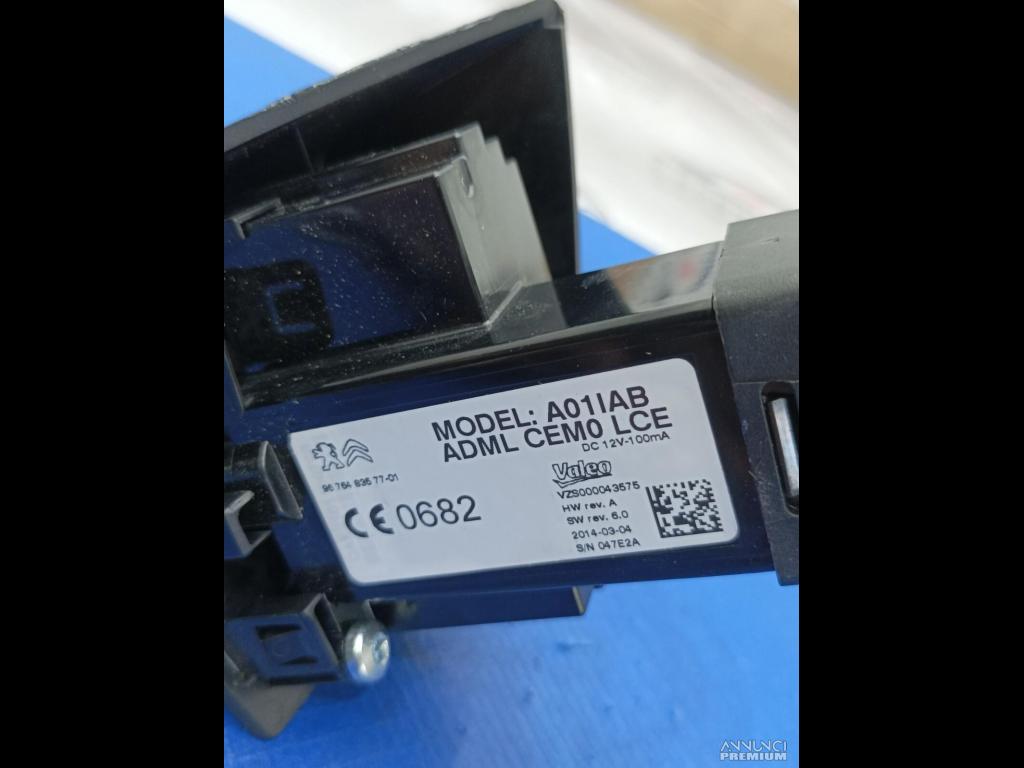 MODEL: A01IAB
ADML CEM0 LCE
DC 12V-100mA
96 764 835 77-01
CE 0682
Valeo
VZS000043575
HW rev. A
SW rev. 6.0
2014-03-04
S/N 047E2A
ANNUNCI
PREMIUM